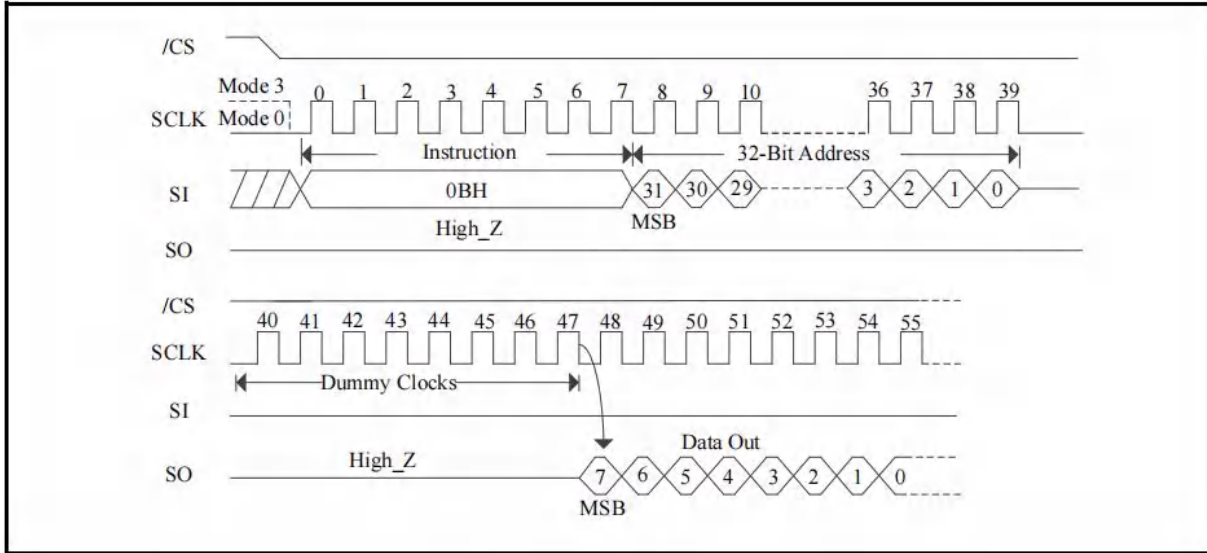 /CS
Mode 3
0 1 2 3 4 5 6 7 8 9 10 36 37 38 39
SCLK Mode 0
Instruction 32-Bit Address
SI 0BH 31 30 29 3 2 1 0
MSB
High_Z
SO
/CS
40 41 42 43 44 45 46 47 48 49 50 51 52 53 54 55
SCLK
Dummy Clocks
SI
Data Out
High_Z
SO 7 6 5 4 3 2 1 0
MSB